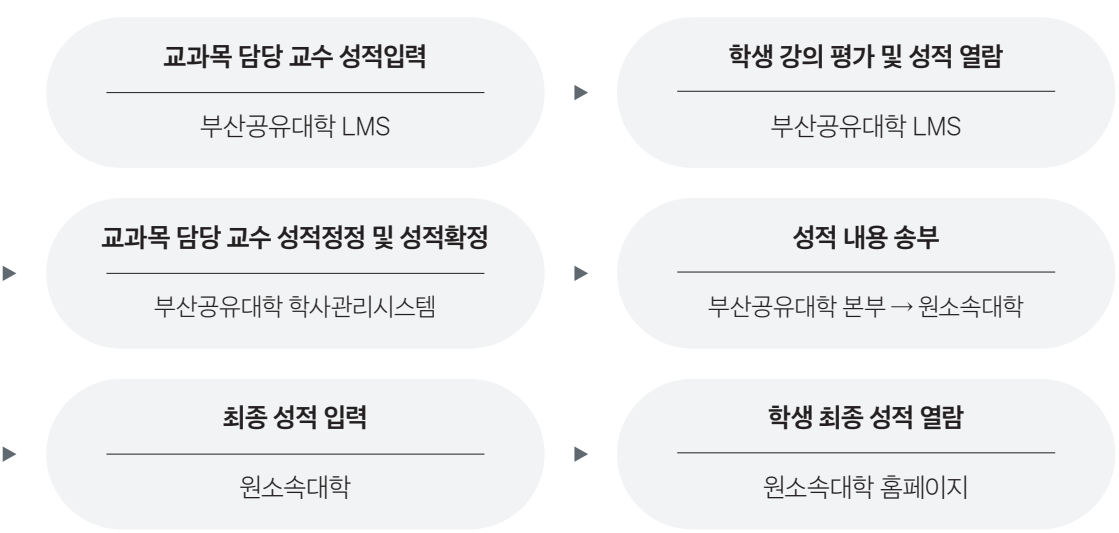 교과목 담당 교수 성적입력
부산공유대학 LMS
▶
학생 강의 평가 및 성적 열람
부산공유대학 LMS
▶
교과목 담당 교수 성적정정 및 성적확정
부산공유대학 학사관리시스템
▶
성적 내용 송부
부산공유대학 본부 → 원소속대학
▶
최종 성적 입력
원소속대학
▶
학생 최종 성적 열람
원소속대학 홈페이지